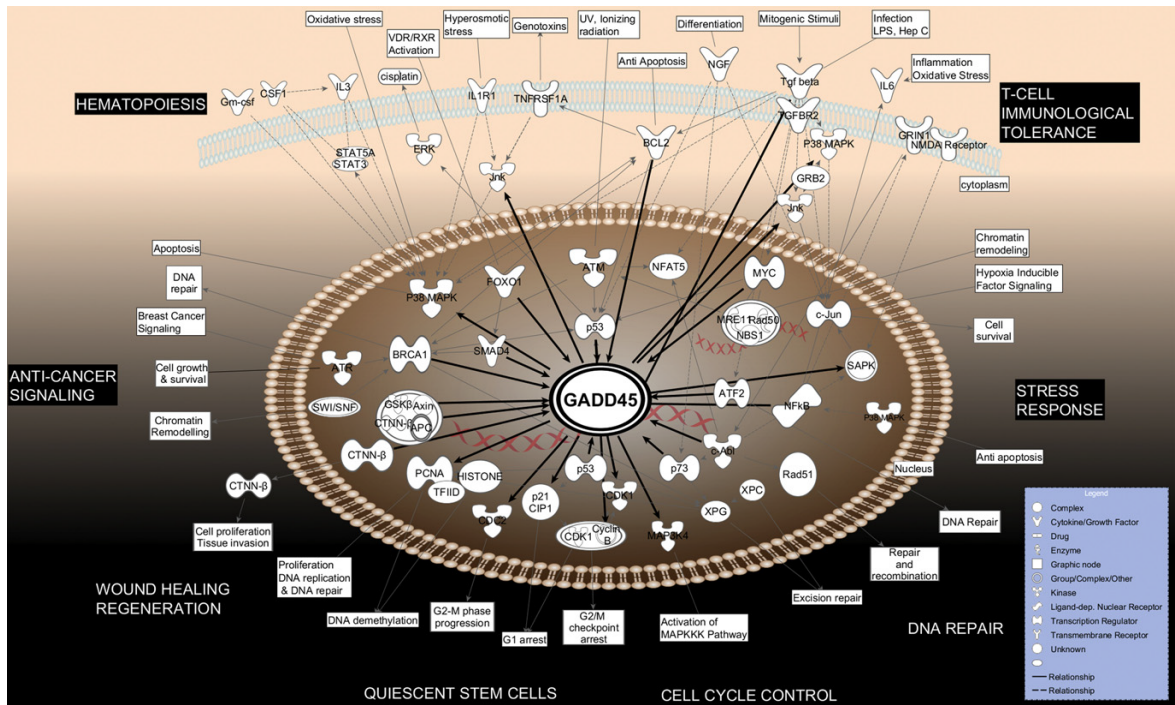 Oxidative stress
VDR/RXR
Activation
Hyperosmotic
stress
Genotoxins
UV, Ionizing
radiation
Differentiation
Mitogenic Stimuli
Infection
LPS, Hep C
cisplatin
Anti Apoptosis
Inflammation
Oxidative Stress
HEMATOPOIESIS
Gm-csf
CSF1
IL3
IL1R1
TNFRSF1A
NGF
Tgf beta
TGFBR2
IL6
T-CELL
IMMUNOLOGICAL
TOLERANCE
STAT5A
STAT3
ERK
Jnk
BCL2
P38 MAPK
GRB2
Jnk
GRIN1
NMDA Receptor
cytoplasm
Apoptosis
DNA
repair
Breast Cancer
Signaling
Cell growth
& survival
Chromatin
Remodelling
ANTI-CANCER
SIGNALING
Chromatin
remodeling
Hypoxia Inducible
Factor Signaling
Cell
survival
STRESS
RESPONSE
P38 MAPK
FOXO1
ATM
NFAT5
MYC
MRE11
Rad50
NBS1
c-Jun
p53
SMAD4
BRCA1
ATR
SWI/SNF
GSKβ
Axin
CTNN-β
APC
GADD45
ATF2
NFkB
SAPK
P38 MAPK
CTNN-β
PCNA
TFIID
HISTONE
p53
p21
CIP1
CDK1
CDC2
CDK1
Cyclin
B
MAP3K4
p73
c-Abl
XPG
XPC
Rad51
Nucleus
Anti apoptosis
DNA Repair
CTNN-β
Cell proliferation
Tissue invasion
WOUND HEALING
REGENERATION
Proliferation
DNA replication
& DNA repair
DNA demethylation
G2-M phase
progression
G1 arrest
G2/M
checkpoint
arrest
Activation of
MAPKKK Pathway
Excision repair
Repair
and
recombination
DNA REPAIR
QUIESCENT STEM CELLS
CELL CYCLE CONTROL
Legend
Complex
Cytokine/Growth Factor
Drug
Enzyme
Graphic node
Group/Complex/Other
Kinase
Ligand-dep. Nuclear Receptor
Transcription Regulator
Transmembrane Receptor
Unknown
Relationship
Relationship